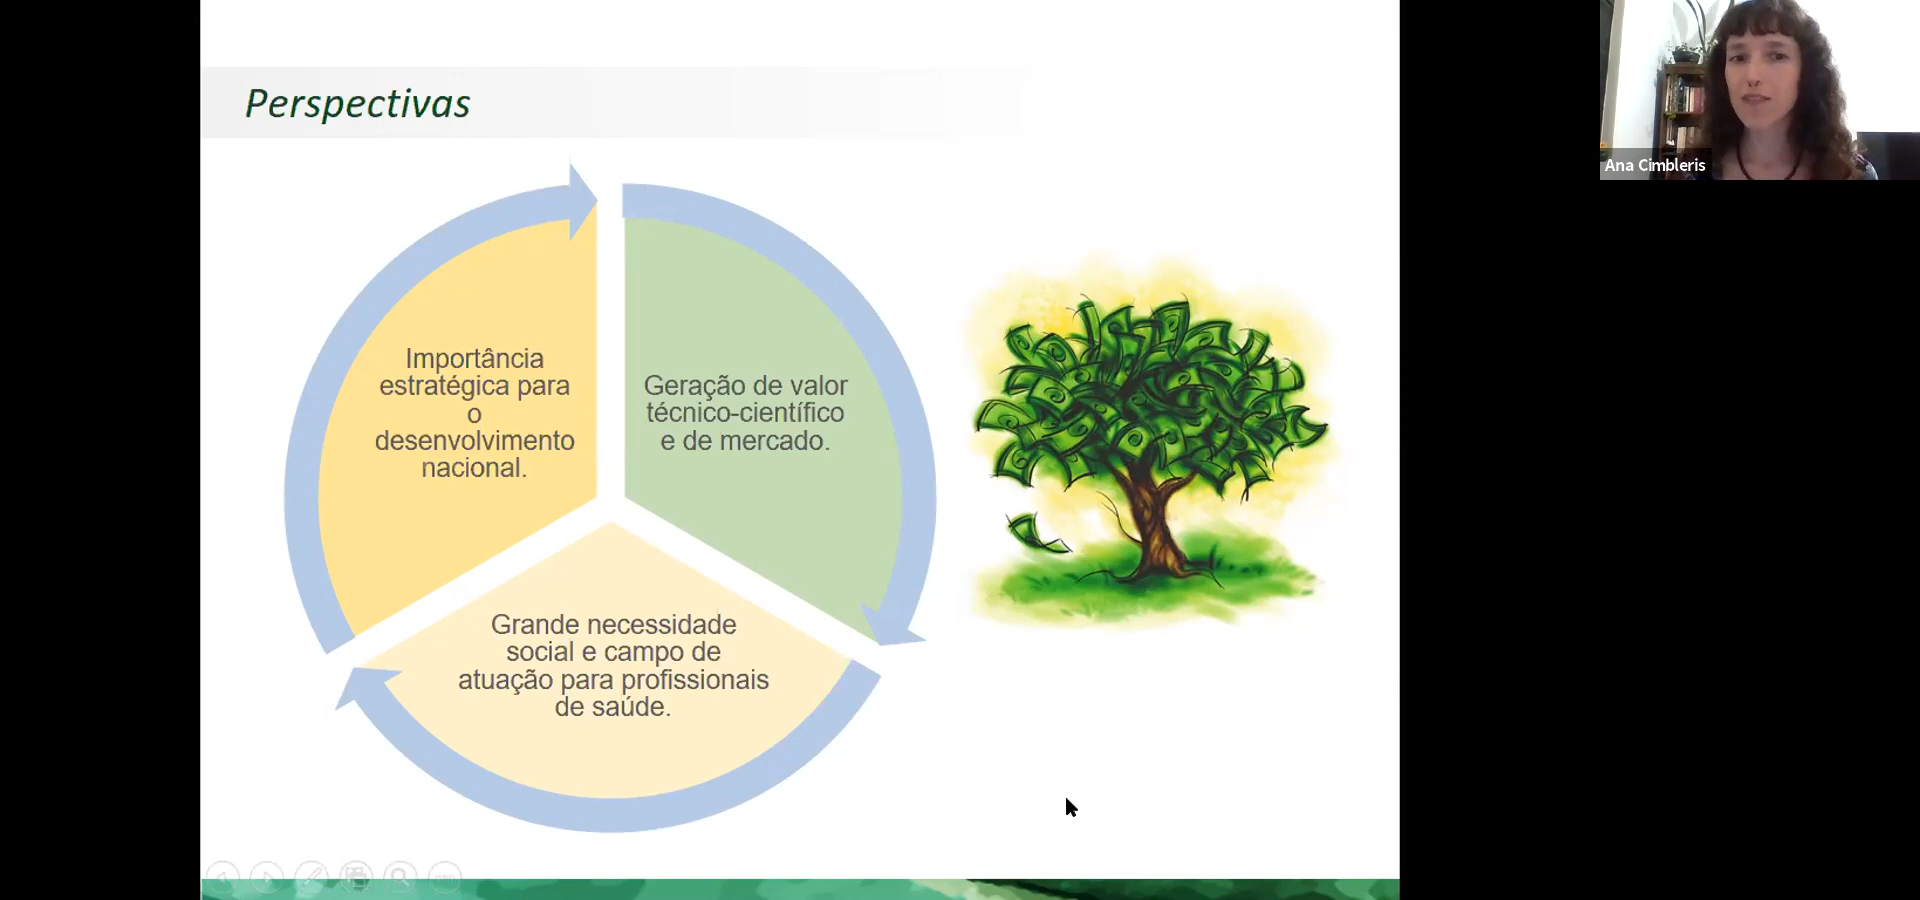 Perspectivas
Importância
estratégica para
o
desenvolvimento
nacional.
Geração de valor
técnico-científico
e de mercado.
Grande necessidade
social e campo de
atuação para profissionais
de saúde.
Ana Cimbleris